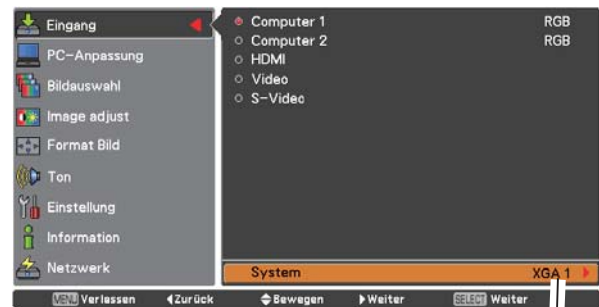 Eingang
PC-Anpassung
Bildauswahl
Image adjust
Format Bild
Ton
Einstellung
Information
Netzwerk
Computer 1 RGB
Computer 2 RGB
HDMI
Video
S-Video
System XGA 1
MENU Verlassen Zurück Bewegen Weiter SELECT Weiter